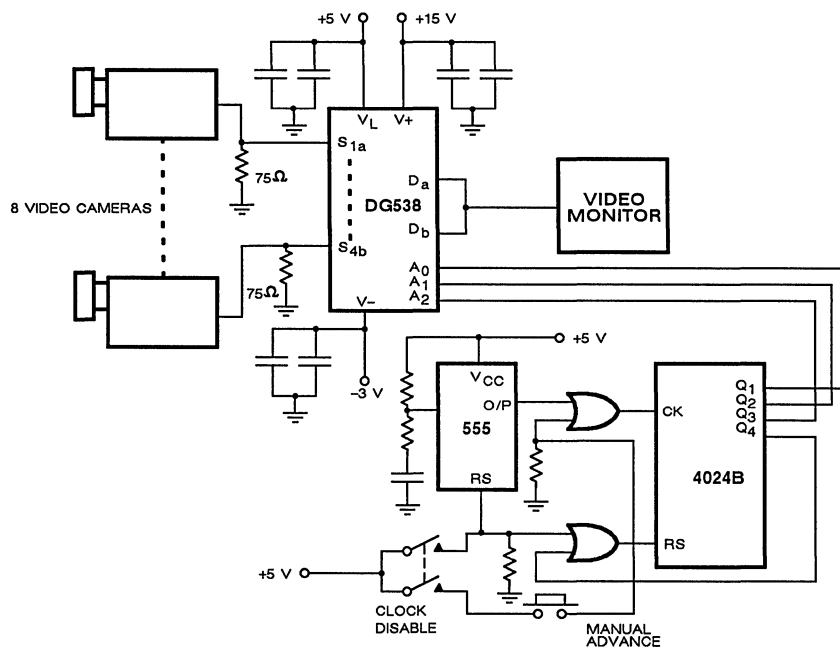 +5 V
+15 V
V_L
V+
S_1a
75Ω
8 VIDEO CAMERAS
DG538
D_a
D_b
VIDEO
MONITOR
S_4b
75Ω
A_0
A_1
A_2
V–
–3 V
+5 V
V_CC
O/P
555
RS
CK
Q_1
Q_2
Q_3
Q_4
4024B
RS
+5 V
CLOCK
DISABLE
MANUAL
ADVANCE